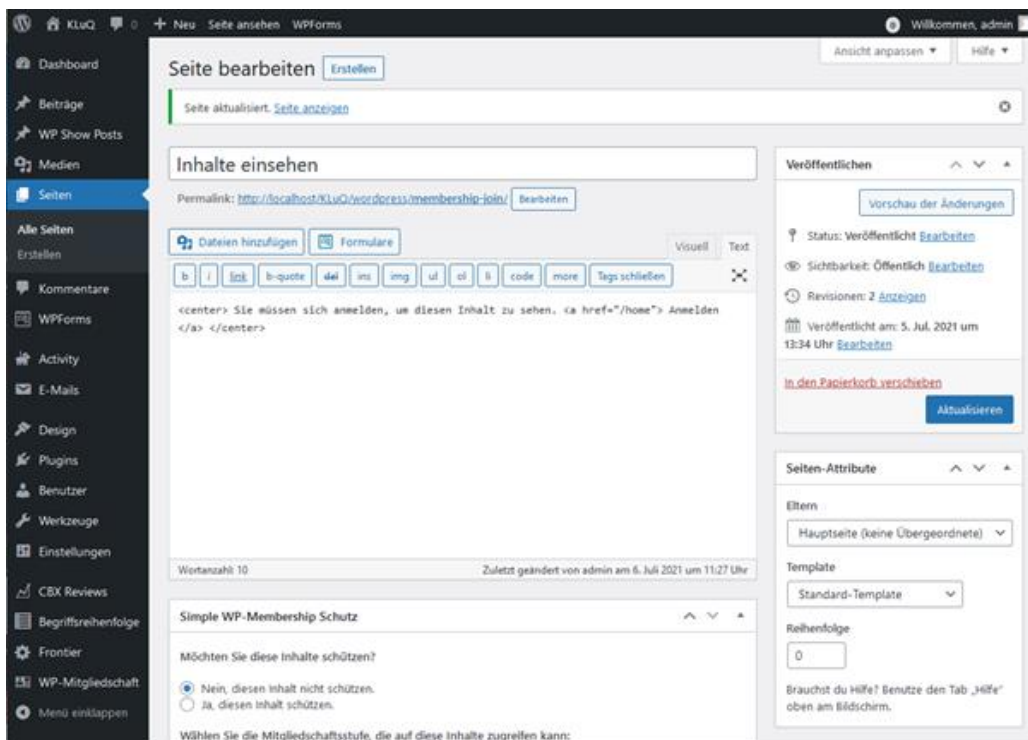 KLuQ 0 + Neu Seite ansehen WPForms Willkommen, admin
Ansicht anpassen ▼ Hilfe ▼
Dashboard
Beiträge
WP Show Posts
Medien
Seiten
Alle Seiten
Erstellen
Kommentare
WPForms
Activity
E-Mails
Design
Plugins
Benutzer
Werkzeuge
Einstellungen
CBX Reviews
Begriffsreihenfolge
Frontier
WP-Mitgliedschaft
Menü einklappen
Seite bearbeiten Erstellen
Seite aktualisiert. Seite anzeigen
Inhalte einsehen
Permalink: http://localhost/KLuQ/wordpress/membership-join/ Bearbeiten
Dateien hinzufügen Formulare Visuell Text
b i link b-quote del ins img ul ol li code more Tags schließen
<center> Sie müssen sich anmelden, um diesen Inhalt zu sehen. <a href="/home"> Anmelden
</a> </center>
Wortanzahl: 10 Zuletzt geändert von admin am 6. Juli 2021 um 11:27 Uhr
Simple WP-Membership Schutz
Möchten Sie diese Inhalte schützen?
Nein, diesen Inhalt nicht schützen.
Ja, diesen Inhalt schützen.
Wählen Sie die Mitgliedschaftsstufe, die auf diese Inhalte zugreifen kann:
Veröffentlichen
Vorschau der Änderungen
Status: Veröffentlicht Bearbeiten
Sichtbarkeit: Öffentlich Bearbeiten
Revisionen: 2 Anzeigen
Veröffentlicht am: 5. Jul. 2021 um
13:34 Uhr Bearbeiten
In den Papierkorb verschieben
Aktualisieren
Seiten-Attribute
Eltern
Hauptseite (keine Übergeordnete)
Template
Standard-Template
Reihenfolge
0
Brauchst du Hilfe? Benutze den Tab „Hilfe“
oben am Bildschirm.